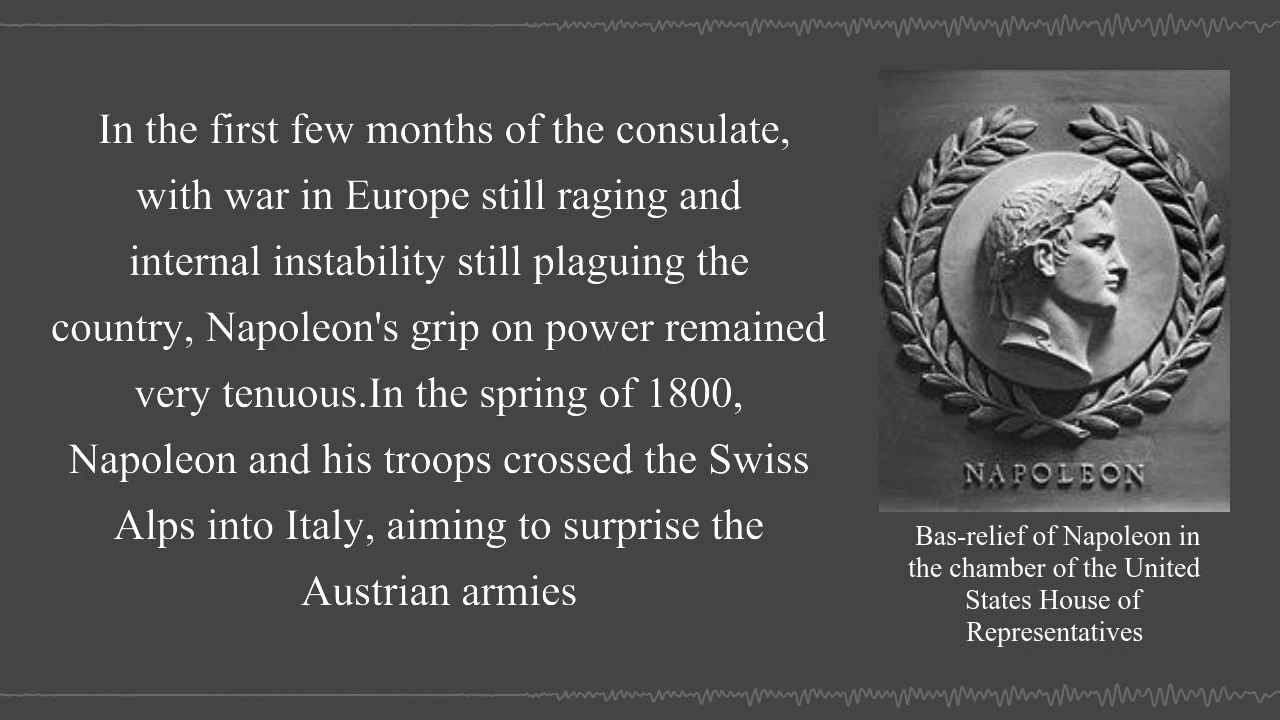 In the first few months of the consulate,
with war in Europe still raging and
internal instability still plaguing the
country, Napoleon's grip on power remained
very tenuous.In the spring of 1800,
Napoleon and his troops crossed the Swiss
Alps into Italy, aiming to surprise the
Austrian armies
NAPOLEON
Bas-relief of Napoleon in
the chamber of the United
States House of
Representatives